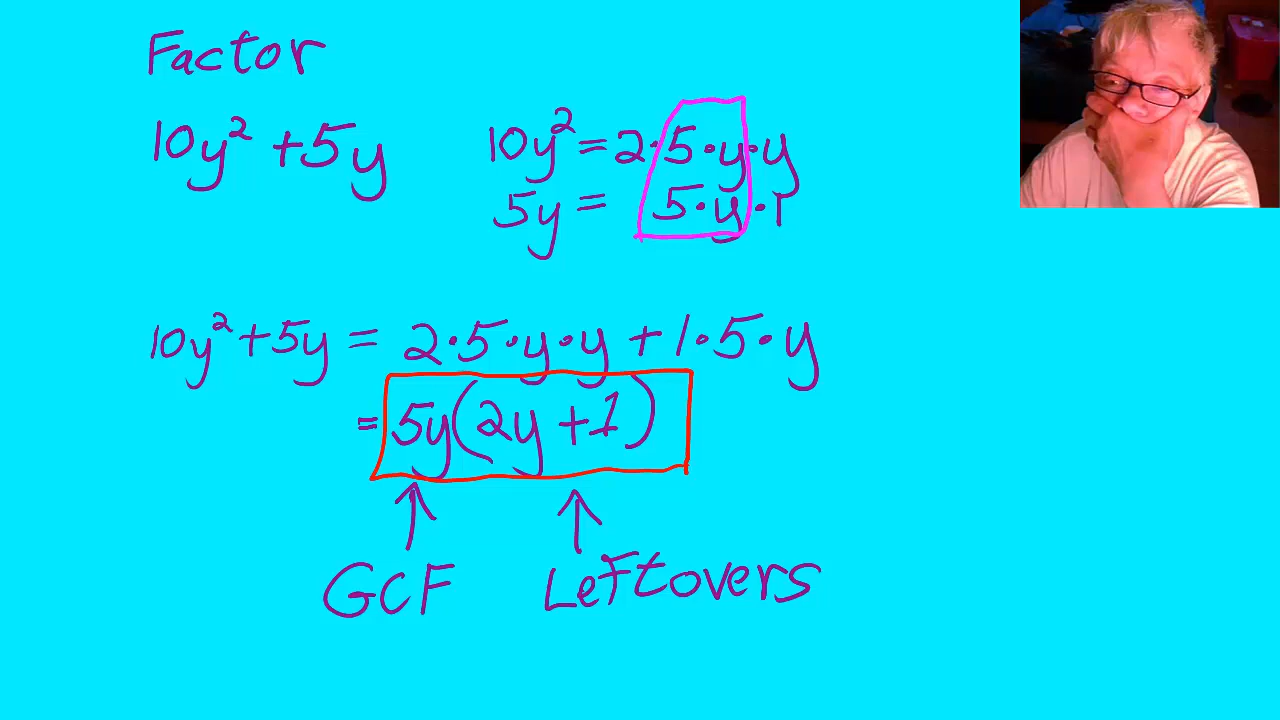 Factor
10y² + 5y
10y² = 2·5·y·y
5y = 5·y·1
10y² + 5y = 2·5·y·y + 1·5·y
= 5y(2y + 1)
GCF Leftovers